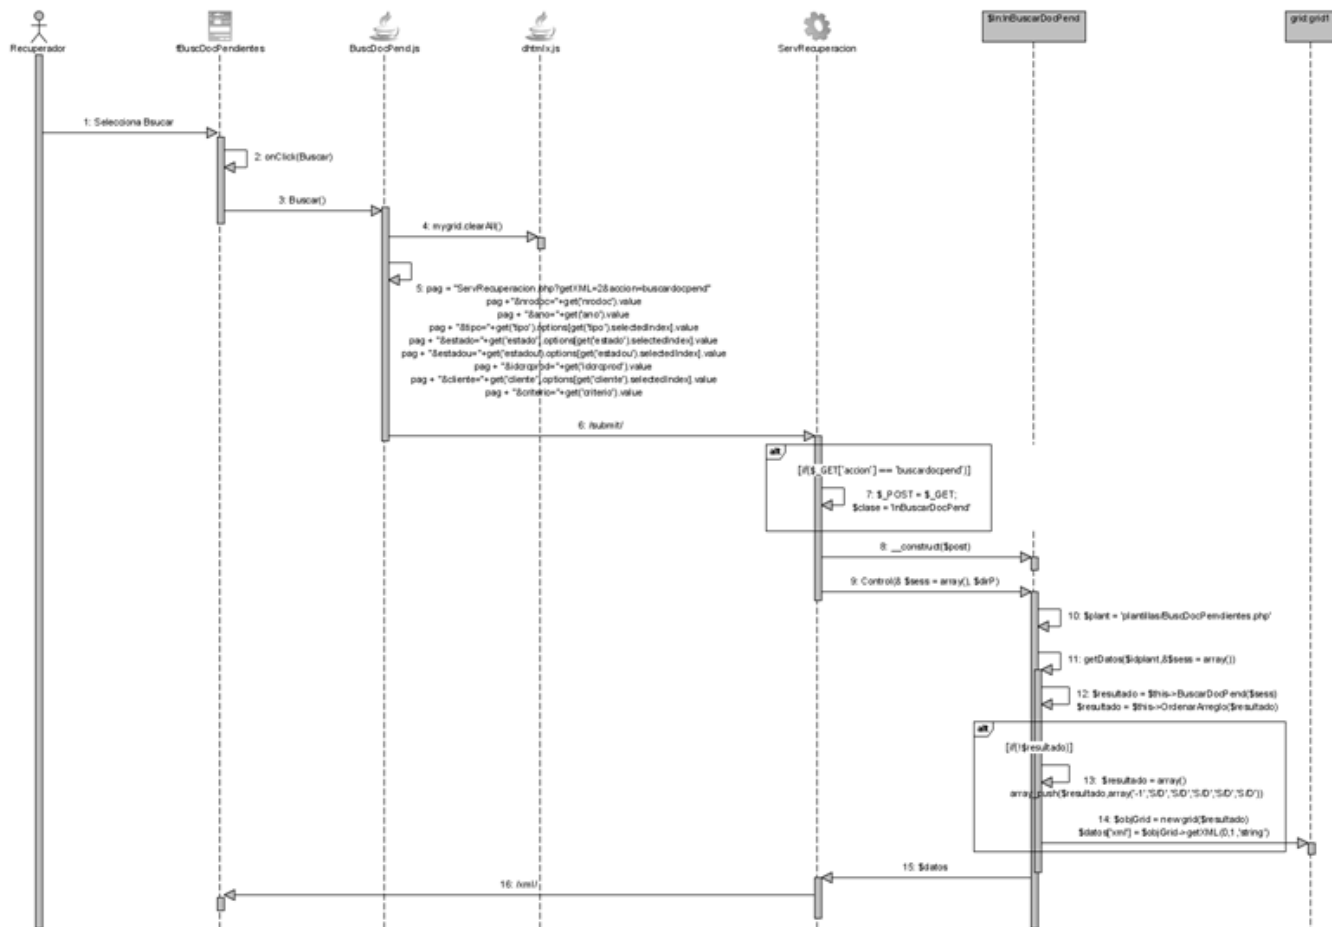 Recuperador
fBuscDocPendientes
BuscDocPend.js
dhtmlx.js
ServRecuperacion
$In:InBuscarDocPend
grid:grid1
1: Selecciona Bsucar
2: onClick(Buscar)
3: Buscar()
4: mygrid.clearAll()
5: pag = "ServRecuperacion.php?getXML=2&accion=buscardocpend"
pag + "&nrodoc="+get('nrodoc').value
pag + "&ano="+get('ano').value
pag + "&tipo="+get('tipo').options[get('tipo').selectedIndex].value
pag + "&estado="+get('estado').options[get('estado').selectedIndex].value
pag + "&estadou="+get('estadou').options[get('estadou').selectedIndex].value
pag + "&idcrqprod="+get('idcrqprod').value
pag + "&cliente="+get('cliente').options[get('cliente').selectedIndex].value
pag + "&criterio="+get('criterio').value
6: /submit/
alt
[if($_GET['accion'] == 'buscardocpend')]
7: $_POST = $_GET;
$clase = 'InBuscarDocPend'
8: __construct($post)
9: Control(& $sess = array(), $dirP)
10: $plant = 'plantillas/BuscDocPemdientes.php'
11: getDatos($idplant,&$sess = array())
12: $resultado = $this->BuscarDocPend($sess)
$resultado = $this->OrdenarArreglo($resultado)
alt
[if(!$resultado)]
13: $resultado = array()
array_push($resultado,array('-1','S/D','S/D','S/D','S/D','S/D'))
14: $objGrid = new grid($resultado)
$datos["xml"] = $objGrid->getXML(0,1,'string')
15: $datos
16: /xml/